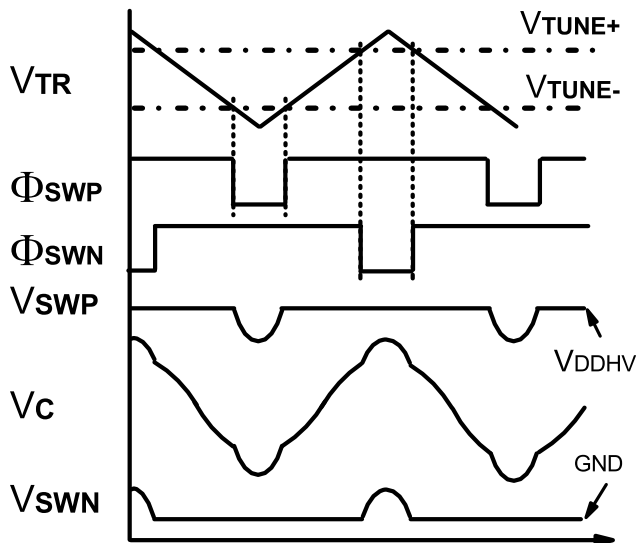 VTUNE+
VTR
VTUNE-
ΦSWP
ΦSWN
VSWP
VDDHV
VC
GND
VSWN